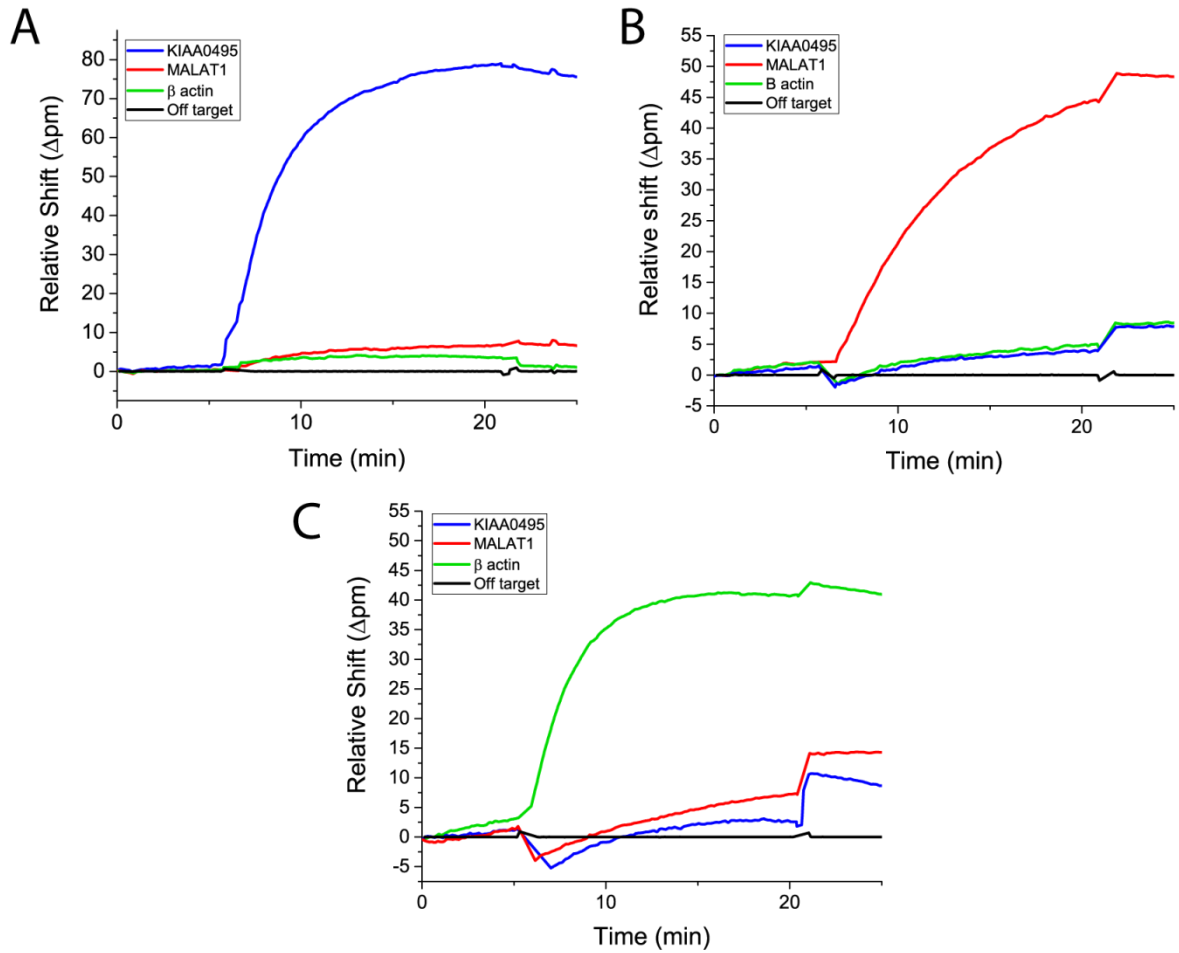 A
KIAA0495
MALAT1
β actin
Off target
80
70
60
50
40
30
20
10
0
Relative Shift (Δpm)
0
10
20
Time (min)
B
KIAA0495
MALAT1
B actin
Off target
55
50
45
40
35
30
25
20
15
10
5
0
-5
Relative shift (Δpm)
0
10
20
Time (min)
C
KIAA0495
MALAT1
β actin
Off target
55
50
45
40
35
30
25
20
15
10
5
0
-5
Relative Shift (Δpm)
0
10
20
Time (min)